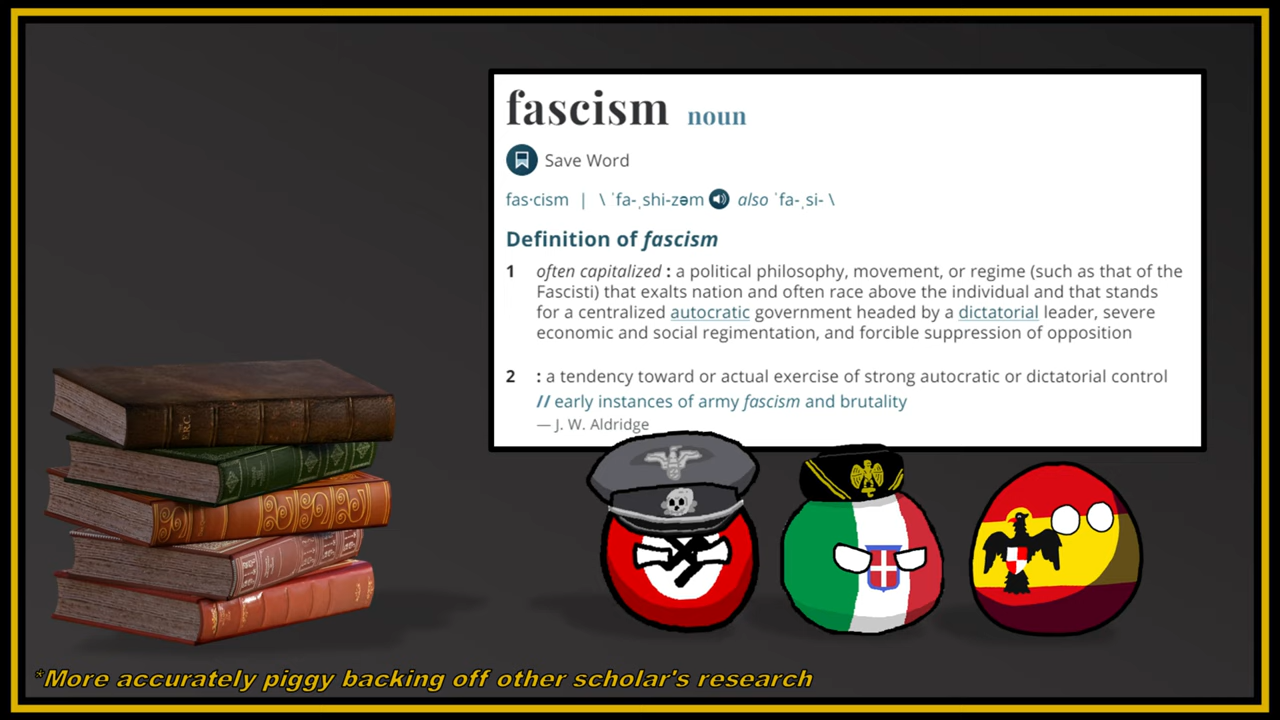 fascism noun
Save Word
fas·cism | \ ˈfa-ˌshi-zəm also ˈfa-ˌsi- \
Definition of fascism
1 often capitalized : a political philosophy, movement, or regime (such as that of the
Fascisti) that exalts nation and often race above the individual and that stands
for a centralized autocratic government headed by a dictatorial leader, severe
economic and social regimentation, and forcible suppression of opposition
2 : a tendency toward or actual exercise of strong autocratic or dictatorial control
// early instances of army fascism and brutality
— J. W. Aldridge
*More accurately piggy backing off other scholar's research